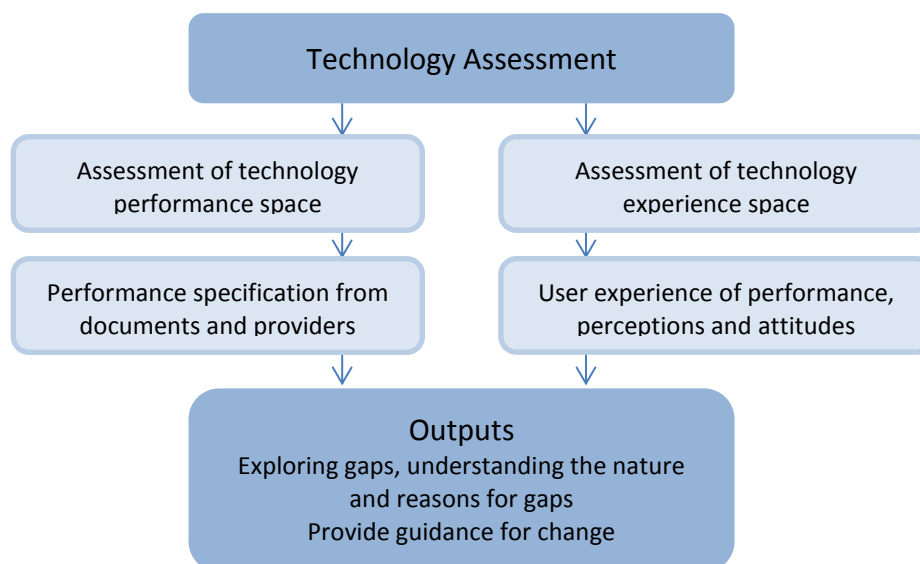 Technology Assessment
Assessment of technology
performance space
Assessment of technology
experience space
Performance specification from
documents and providers
User experience of performance,
perceptions and attitudes
Outputs
Exploring gaps, understanding the nature
and reasons for gaps
Provide guidance for change